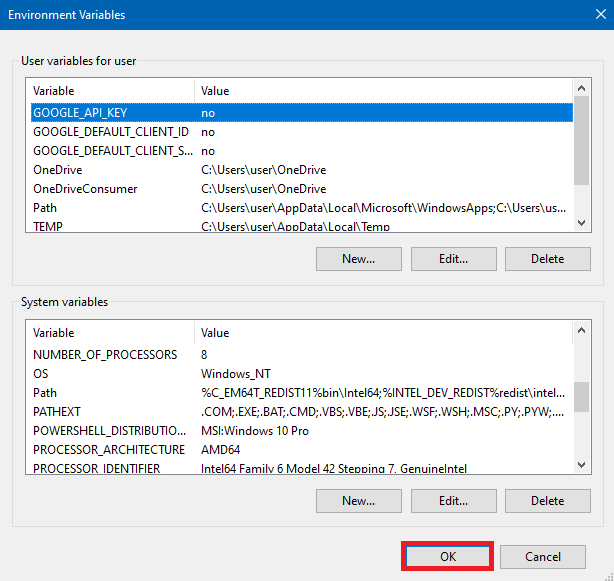 Environment Variables
User variables for user
Variable Value
GOOGLE_API_KEY no
GOOGLE_DEFAULT_CLIENT_ID no
GOOGLE_DEFAULT_CLIENT_S... no
OneDrive C:\Users\user\OneDrive
OneDriveConsumer C:\Users\user\OneDrive
Path C:\Users\user\AppData\Local\Microsoft\WindowsApps;C:\Users\us...
TEMP C:\Users\user\AppData\Local\Temp
New... Edit... Delete
System variables
Variable Value
NUMBER_OF_PROCESSORS 8
OS Windows_NT
Path %C_EM64T_REDIST11%bin\Intel64;%INTEL_DEV_REDIST%redist\intel...
PATHEXT .COM;.EXE;.BAT;.CMD;.VBS;.VBE;.JS;.JSE;.WSF;.WSH;.MSC;.PY;.PYW;....
POWERSHELL_DISTRIBUTIO... MSI:Windows 10 Pro
PROCESSOR_ARCHITECTURE AMD64
PROCESSOR_IDENTIFIER Intel64 Family 6 Model 42 Stepping 7, GenuineIntel
New... Edit... Delete
OK Cancel